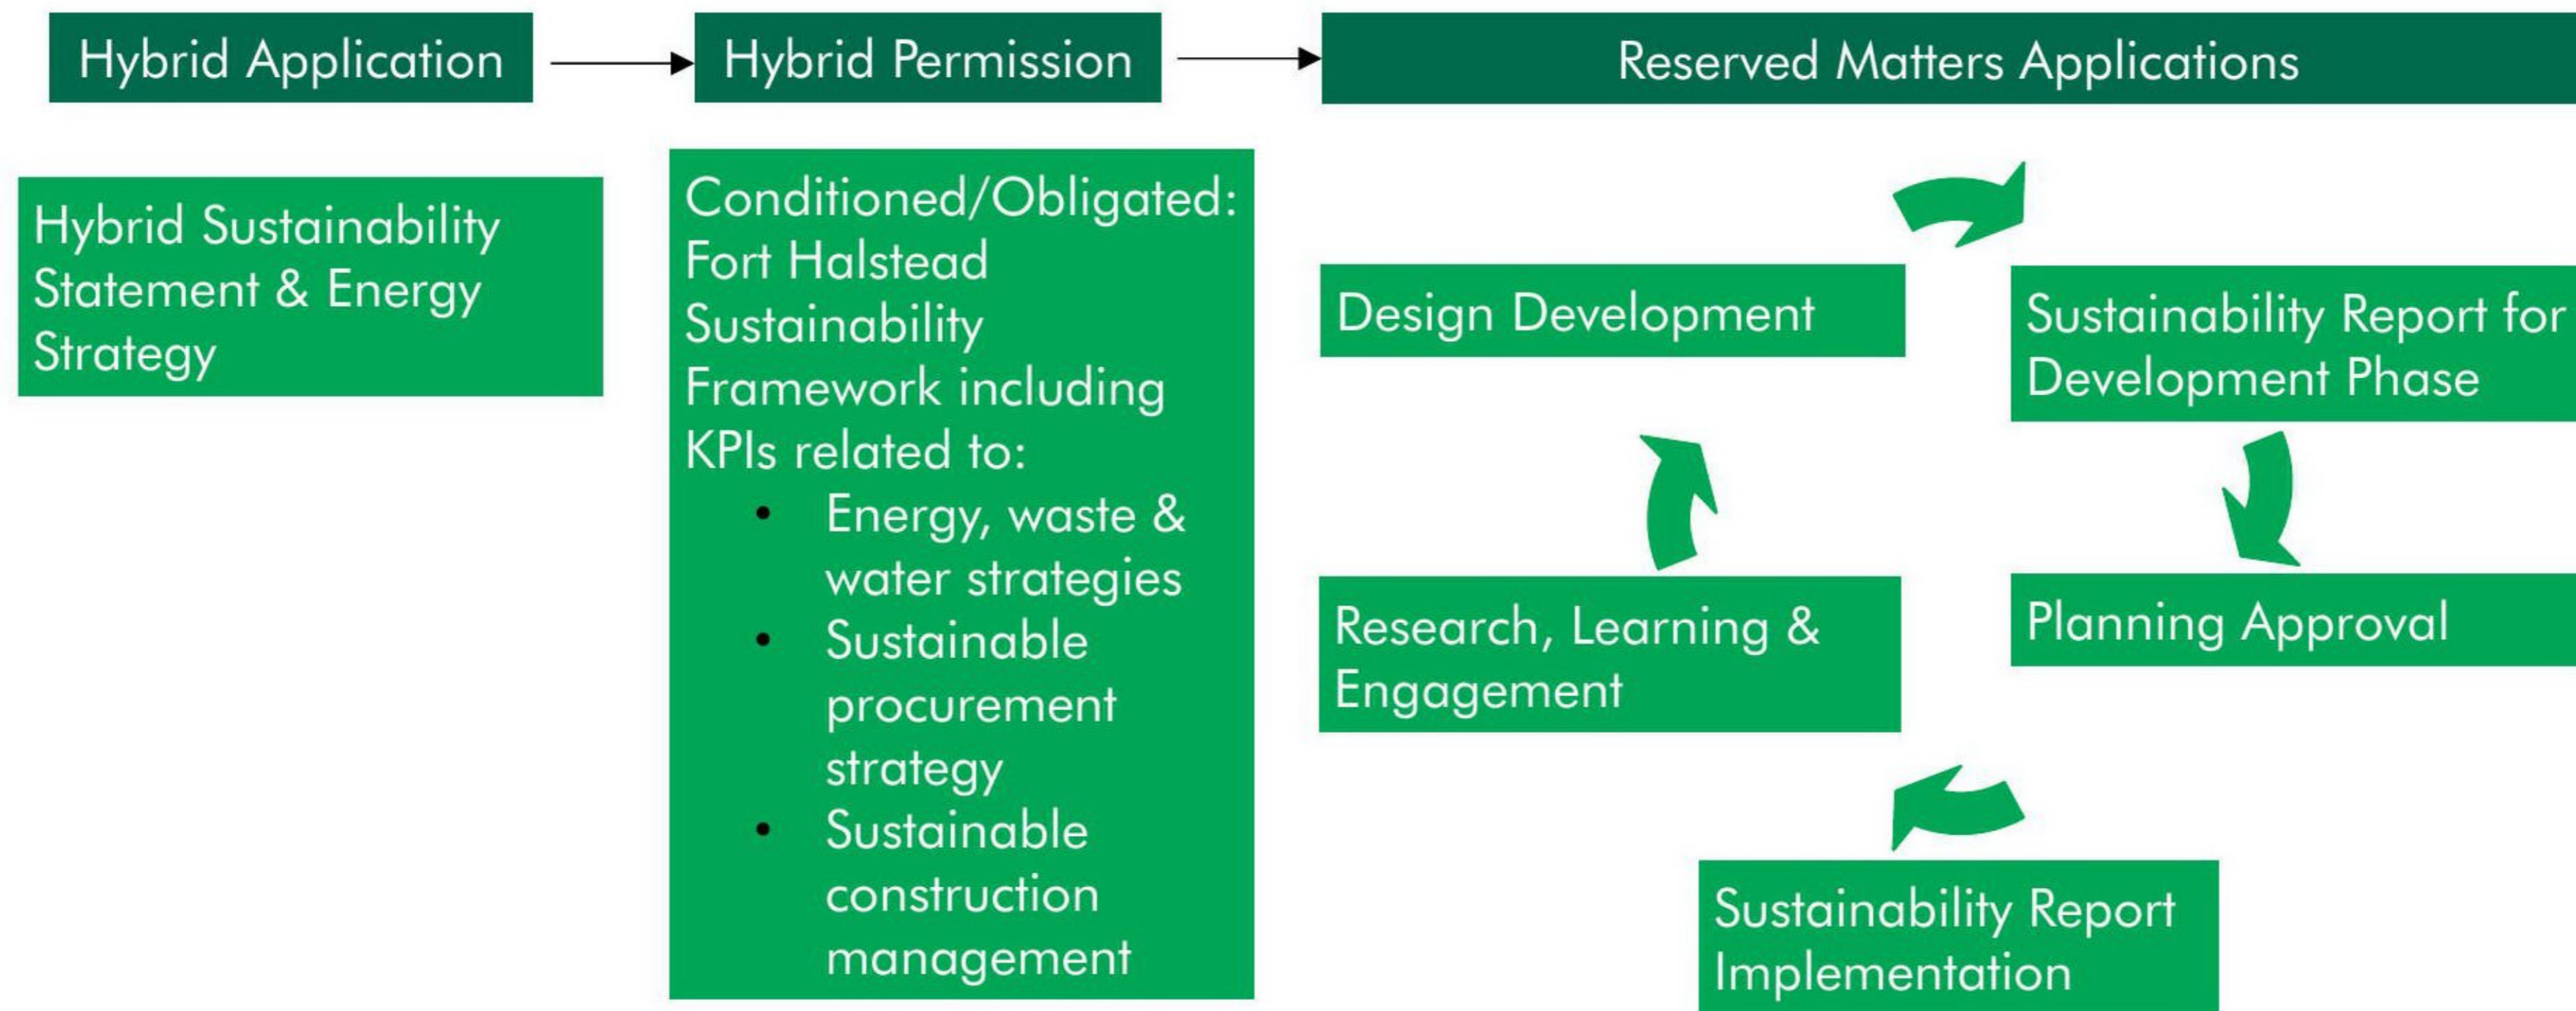 Hybrid Application
Hybrid Permission
Reserved Matters Applications
Hybrid Sustainability
Statement & Energy
Strategy
Conditioned/Obligated:
Fort Halstead
Sustainability
Framework including
KPIs related to:
• Energy, waste &
water strategies
• Sustainable
procurement
strategy
• Sustainable
construction
management
Design Development
Sustainability Report for
Development Phase
Planning Approval
Research, Learning &
Engagement
Sustainability Report
Implementation